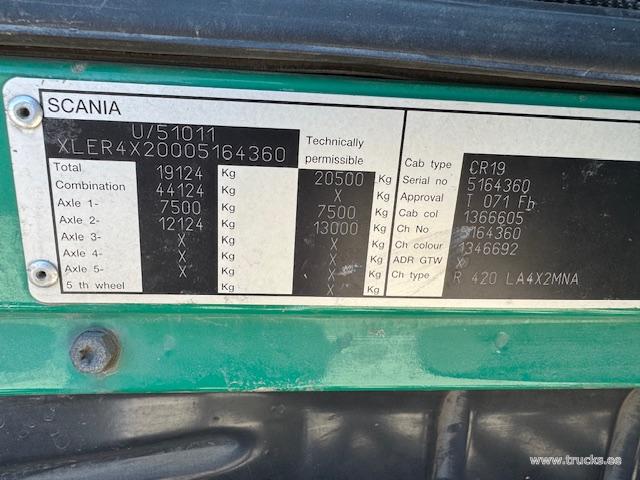 SCANIA
U/51011
XLER4X20005164360
Technically permissible
Total 19124 Kg 20500 Kg
Combination 44124 Kg X Kg
Axle 1- 7500 Kg 7500 Kg
Axle 2- 12124 Kg 13000 Kg
Axle 3- X Kg X Kg
Axle 4- X Kg X Kg
Axle 5- X Kg X Kg
5 th wheel Kg X Kg
Cab type CR19
Serial no 5164360
Approval T 071 Fb
Cab col 1366605
Ch No 5164360
Ch colour 1346692
ADR GTW X
Ch type R 420 LA4X2MNA
www.trucks.ee